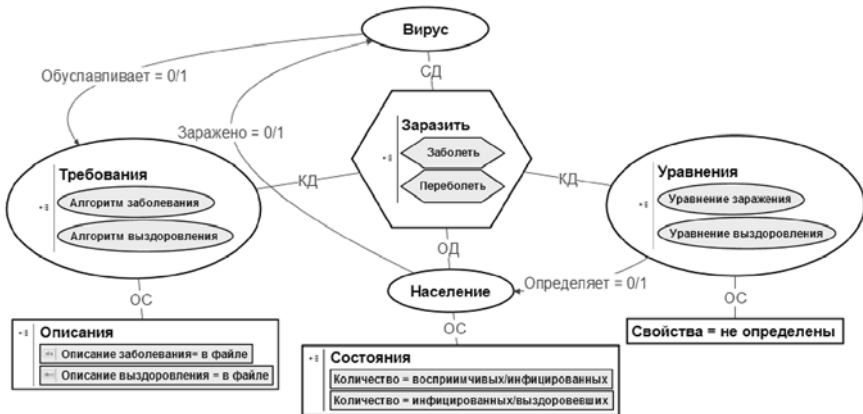 Вирус
СД
Обуславливает = 0/1
Заражено = 0/1
Заразить
Заболеть
Переболеть
Требования
Алгоритм заболевания
Алгоритм выздоровления
КД
КД
Уравнения
Уравнение заражения
Уравнение выздоровления
ОД
Население
Определяет = 0/1
ОС
ОС
ОС
Описания
Описание заболевания= в файле
Описание выздоровления = в файле
Состояния
Количество = восприимчивых/инфицированных
Количество = инфицированных/выздоровевших
Свойства = не определены